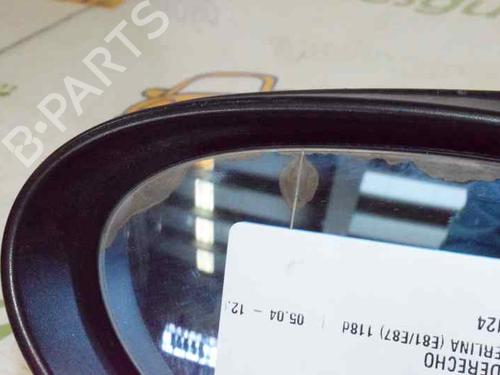 B-PARTS
DERECHO
ERLINA (E81/E87) 118d
05.04 - 12.
124